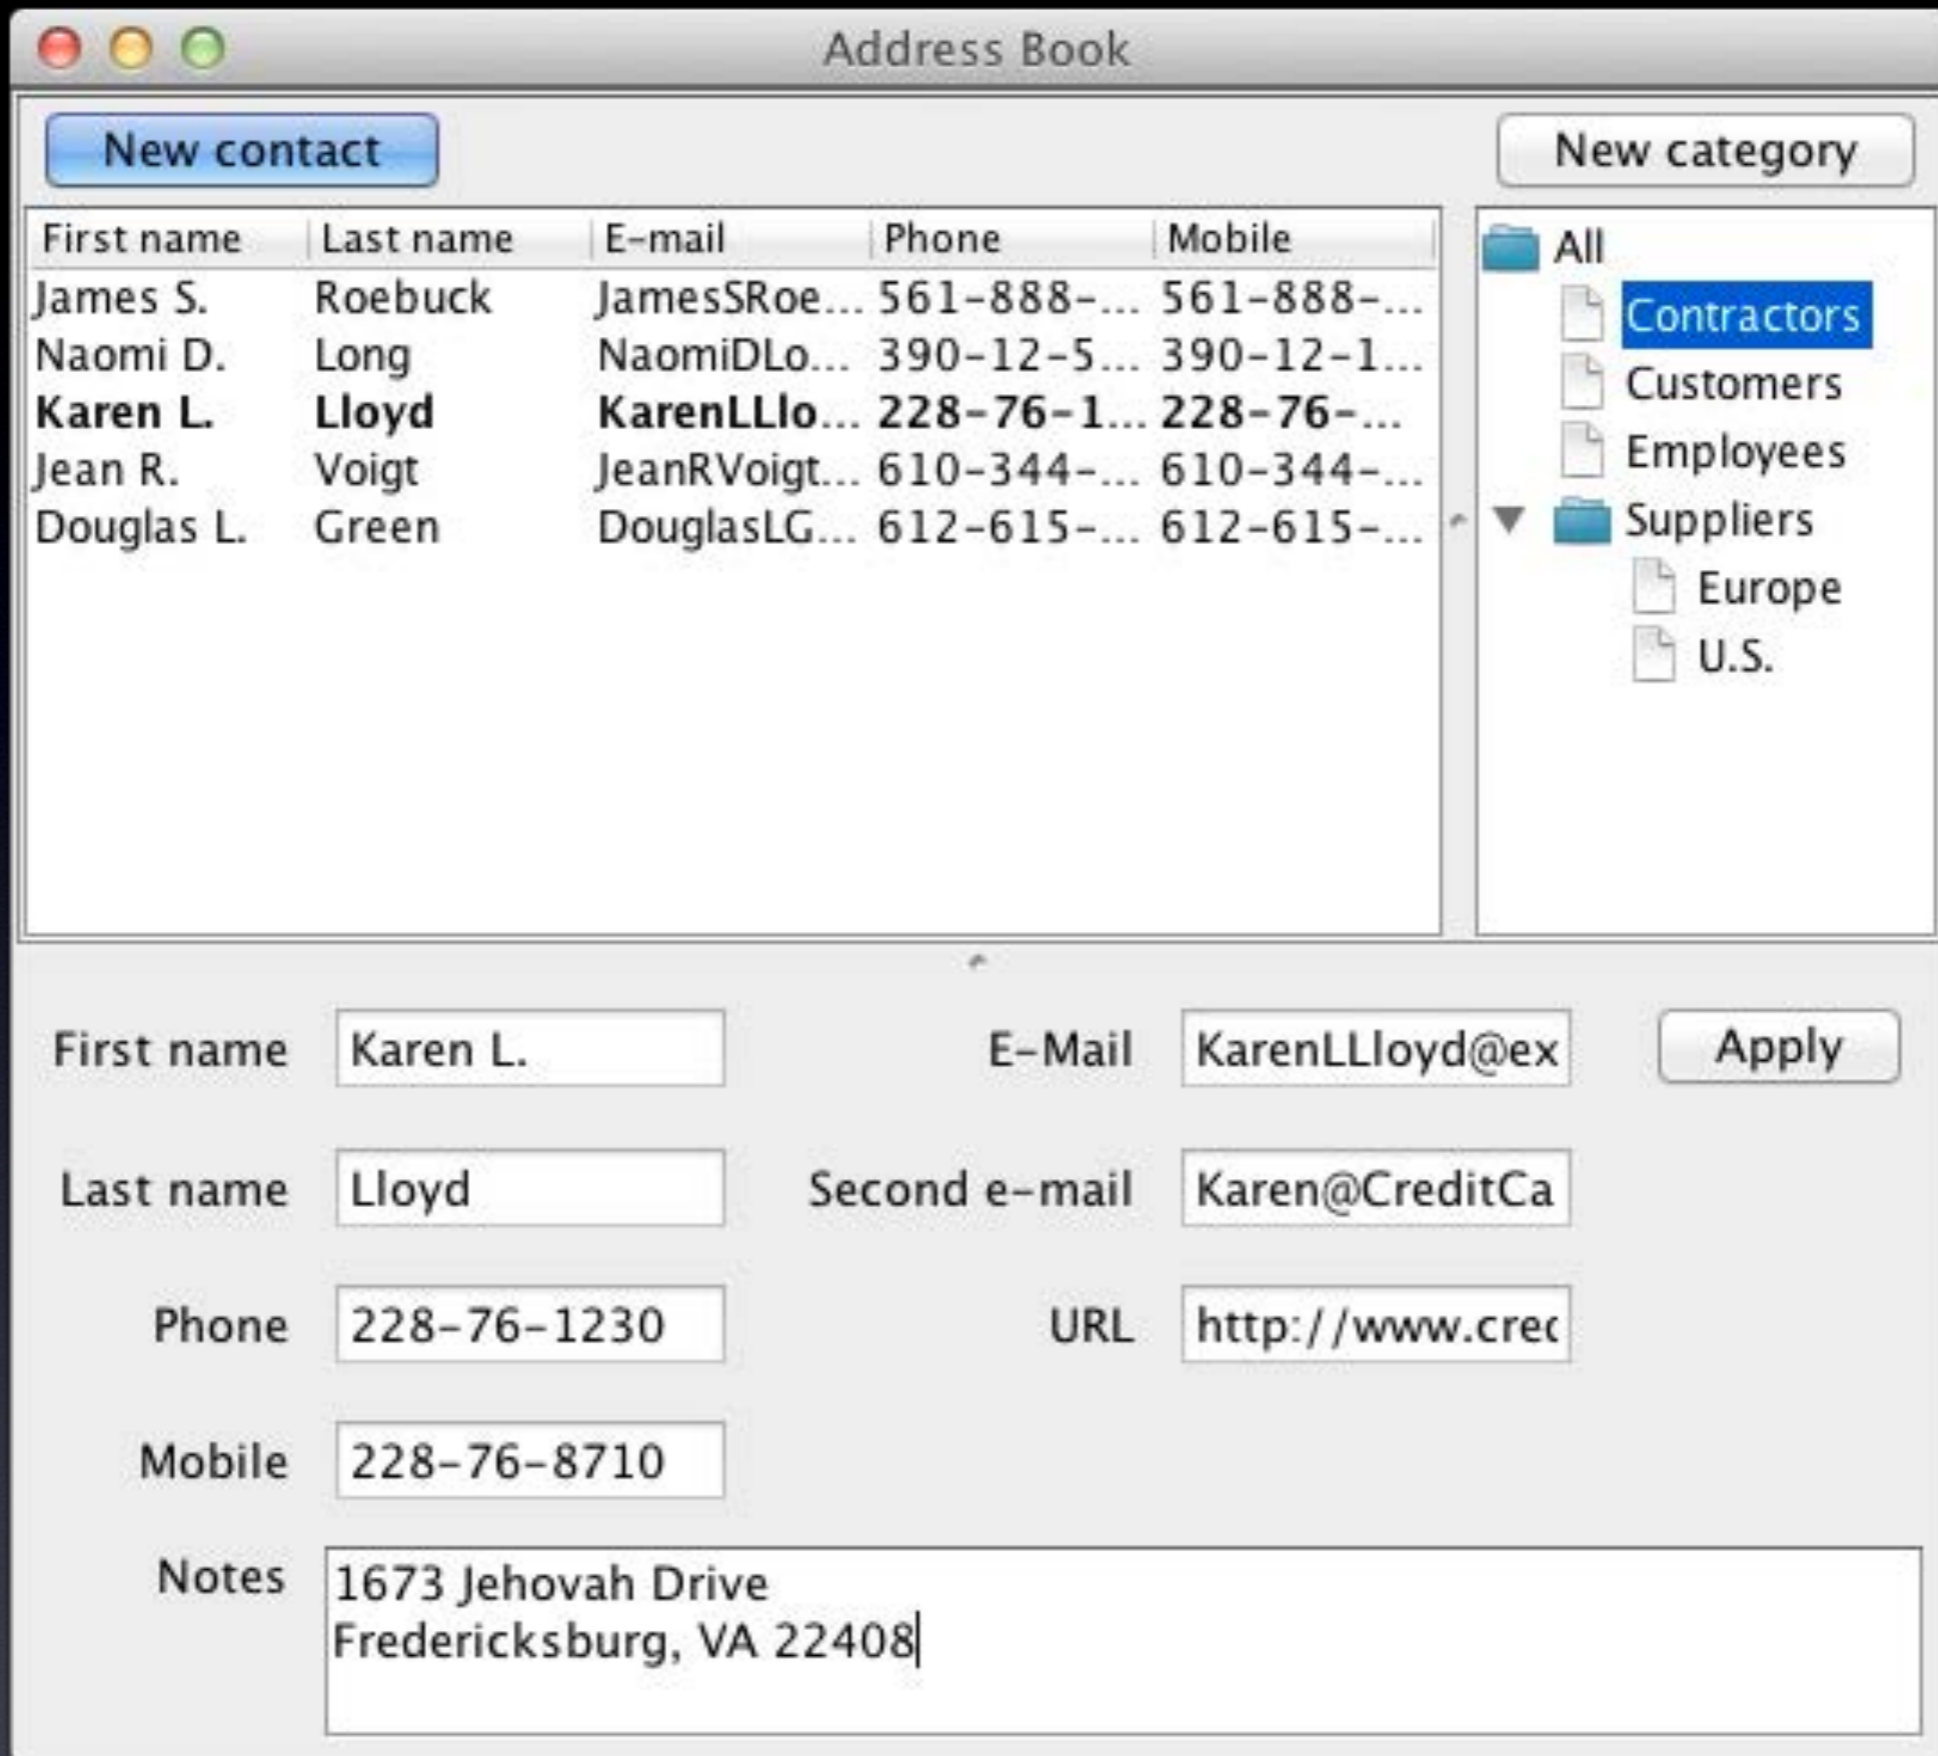 Address Book
New contact
New category
First name Last name E-mail Phone Mobile
James S. Roebuck JamesSRoe... 561-888-... 561-888-...
Naomi D. Long NaomiDLo... 390-12-5... 390-12-1...
Karen L. Lloyd KarenLLlo... 228-76-1... 228-76-...
Jean R. Voigt JeanRVoigt... 610-344-... 610-344-...
Douglas L. Green DouglasLG... 612-615-... 612-615-...
All
Contractors
Customers
Employees
Suppliers
Europe
U.S.
First name Karen L. E-Mail KarenLLloyd@ex Apply
Last name Lloyd Second e-mail Karen@CreditCa
Phone 228-76-1230 URL http://www.cred
Mobile 228-76-8710
Notes 1673 Jehovah Drive
Fredericksburg, VA 22408